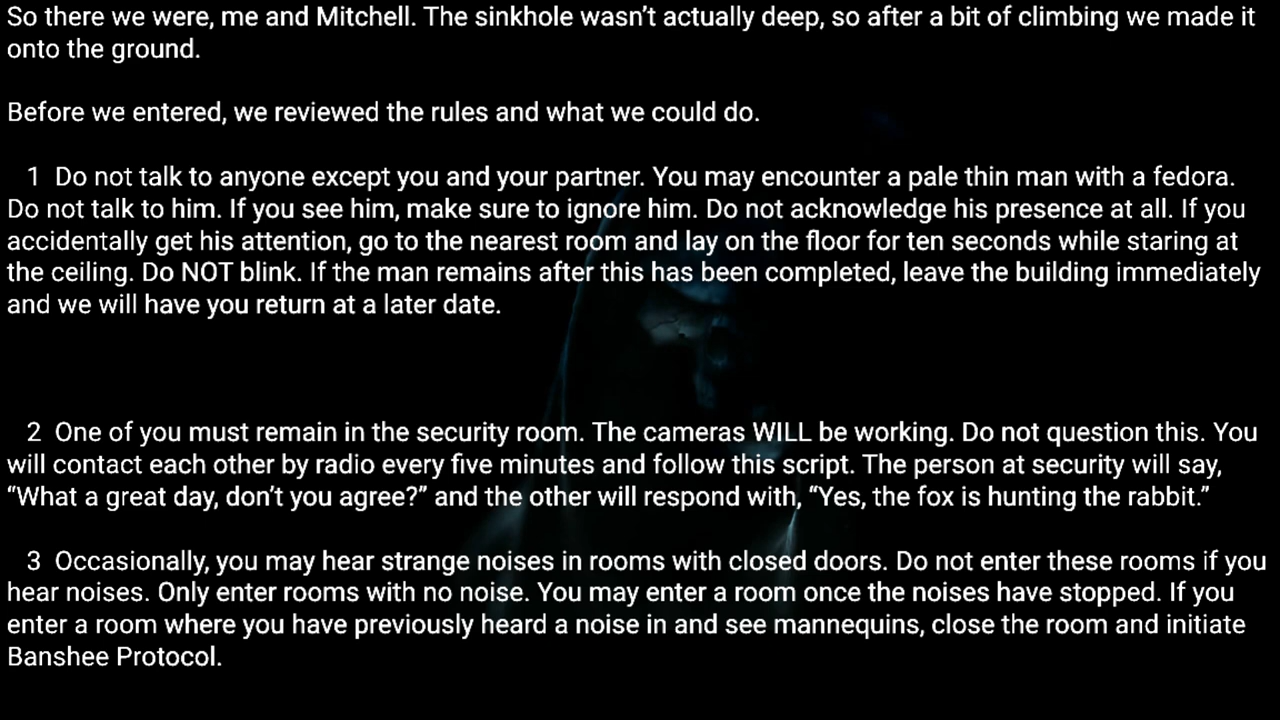 So there we were, me and Mitchell. The sinkhole wasn’t actually deep, so after a bit of climbing we made it
onto the ground.
Before we entered, we reviewed the rules and what we could do.
1 Do not talk to anyone except you and your partner. You may encounter a pale thin man with a fedora.
Do not talk to him. If you see him, make sure to ignore him. Do not acknowledge his presence at all. If you
accidentally get his attention, go to the nearest room and lay on the floor for ten seconds while staring at
the ceiling. Do NOT blink. If the man remains after this has been completed, leave the building immediately
and we will have you return at a later date.
2 One of you must remain in the security room. The cameras WILL be working. Do not question this. You
will contact each other by radio every five minutes and follow this script. The person at security will say,
“What a great day, don’t you agree?” and the other will respond with, “Yes, the fox is hunting the rabbit.”
3 Occasionally, you may hear strange noises in rooms with closed doors. Do not enter these rooms if you
hear noises. Only enter rooms with no noise. You may enter a room once the noises have stopped. If you
enter a room where you have previously heard a noise in and see mannequins, close the room and initiate
Banshee Protocol.